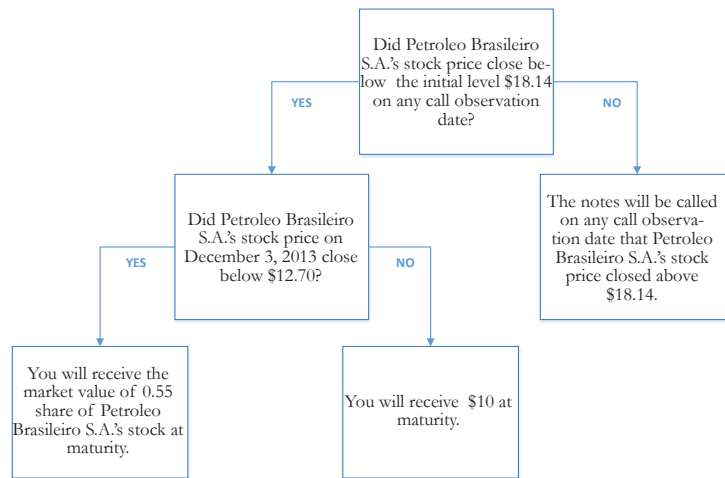 Did Petroleo Brasileiro
S.A.'s stock price close be-
low the initial level $18.14
on any call observation
date?
YES
NO
Did Petroleo Brasileiro
S.A.'s stock price on
December 3, 2013 close
below $12.70?
The notes will be called
on any call observa-
tion date that Petroleo
Brasileiro S.A.'s stock
price closed above
$18.14.
YES
NO
You will receive the
market value of 0.55
share of Petroleo
Brasileiro S.A.'s stock at
maturity.
You will receive $10 at
maturity.